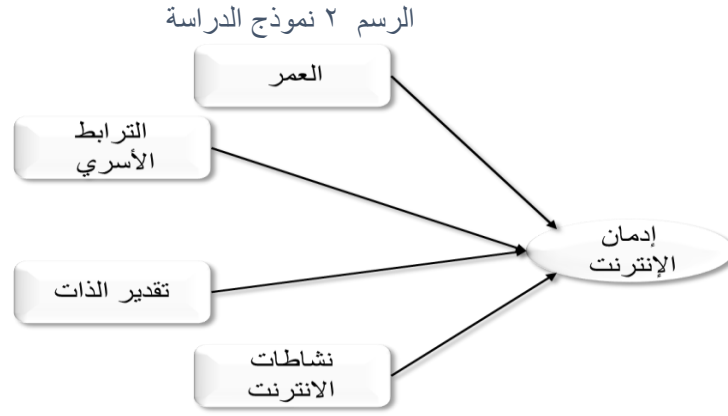 الرسم ٢ نموذج الدراسة
العمر
الترابط
الأسري
إدمان
الإنترنت
تقدير الذات
نشاطات
الانترنت